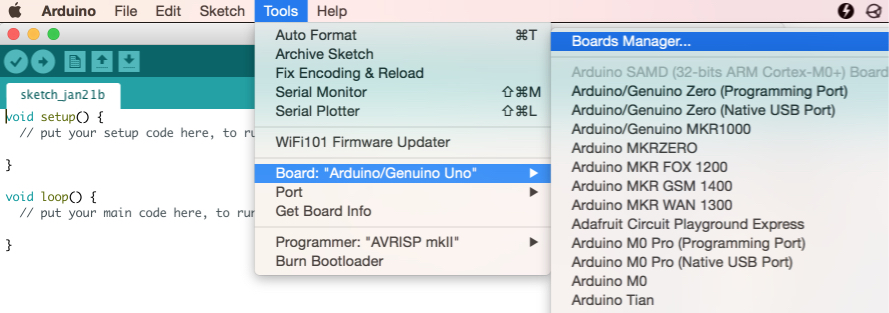 Arduino File Edit Sketch Tools Help
sketch_jan21b
void setup() {
// put your setup code here, to ru
}
void loop() {
// put your main code here, to run
}
Auto Format ⌘T
Archive Sketch
Fix Encoding & Reload
Serial Monitor ⇧⌘M
Serial Plotter ⇧⌘L
WiFi101 Firmware Updater
Board: "Arduino/Genuino Uno"
Port
Get Board Info
Programmer: "AVRISP mkII"
Burn Bootloader
Boards Manager...
Arduino SAMD (32-bits ARM Cortex-M0+) Board
Arduino/Genuino Zero (Programming Port)
Arduino/Genuino Zero (Native USB Port)
Arduino/Genuino MKR1000
Arduino MKRZERO
Arduino MKR FOX 1200
Arduino MKR GSM 1400
Arduino MKR WAN 1300
Adafruit Circuit Playground Express
Arduino M0 Pro (Programming Port)
Arduino M0 Pro (Native USB Port)
Arduino M0
Arduino Tian